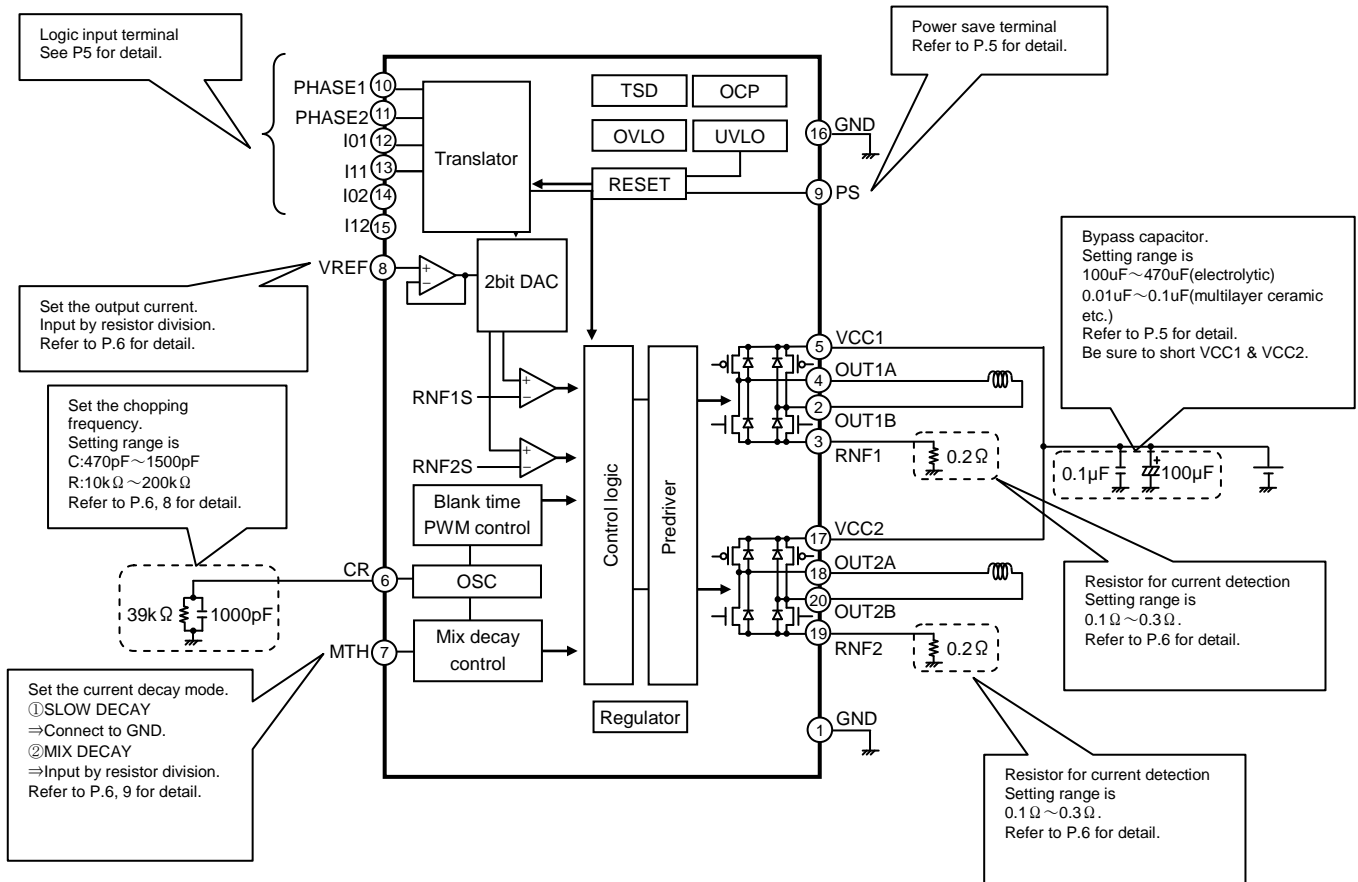 Logic input terminal
See P5 for detail.
Power save terminal
Refer to P.5 for detail.
PHASE1 10
PHASE2 11
I01 12
I11 13
I02 14
I12 15
VREF 8
Translator
TSD
OCP
OVLO
UVLO
RESET
16 GND
9 PS
2bit DAC
+
−
Set the output current.
Input by resistor division.
Refer to P.6 for detail.
Bypass capacitor.
Setting range is
100uF～470uF(electrolytic)
0.01uF～0.1uF(multilayer ceramic
etc.)
Refer to P.5 for detail.
Be sure to short VCC1 & VCC2.
Set the chopping
frequency.
Setting range is
C:470pF～1500pF
R:10kΩ～200kΩ
Refer to P.6, 8 for detail.
RNF1S
+
−
RNF2S
+
−
Blank time
PWM control
OSC
Mix decay
control
Control logic
Predriver
Regulator
5 VCC1
4 OUT1A
2 OUT1B
3 RNF1
0.2Ω
0.1µF
+
100µF
17 VCC2
18 OUT2A
20 OUT2B
19 RNF2
0.2Ω
1 GND
CR 6
39kΩ
1000pF
MTH 7
Set the current decay mode.
①SLOW DECAY
⇒Connect to GND.
②MIX DECAY
⇒Input by resistor division.
Refer to P.6, 9 for detail.
Resistor for current detection
Setting range is
0.1Ω～0.3Ω.
Refer to P.6 for detail.
Resistor for current detection
Setting range is
0.1Ω～0.3Ω.
Refer to P.6 for detail.